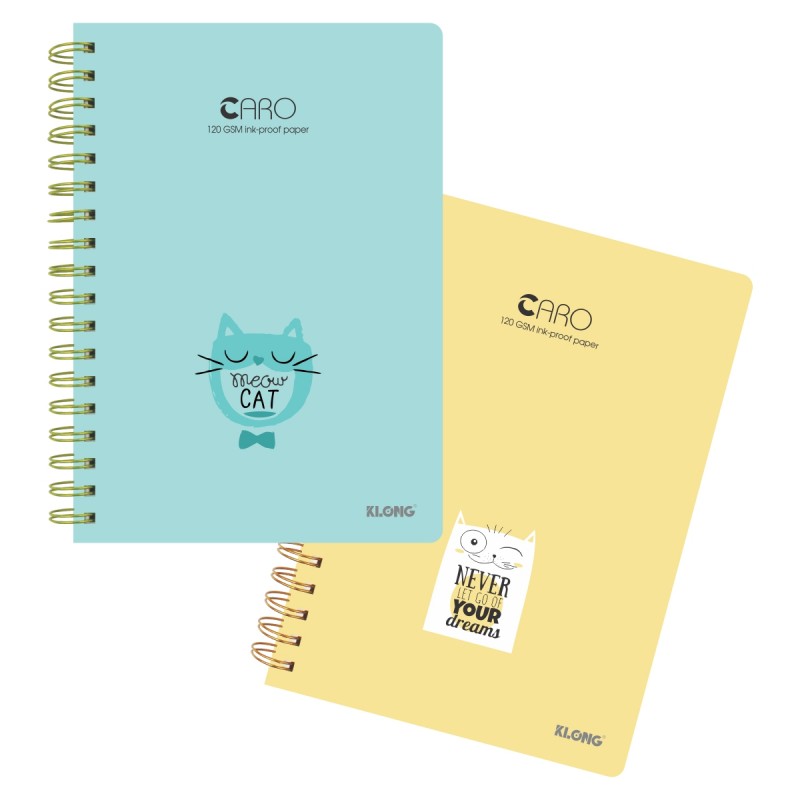 CARO
120 GSM ink-proof paper
meow
CAT
KLONG®
CARO
120 GSM ink-proof paper
NEVER
LET GO OF
YOUR
dreams
KLONG®